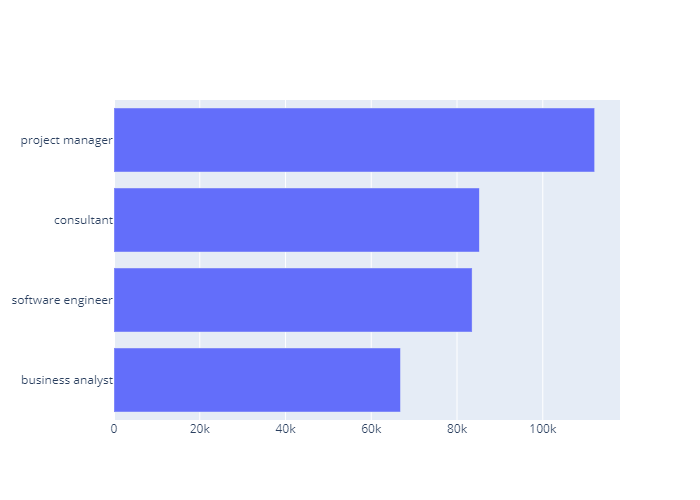 project manager
consultant
software engineer
business analyst
0 20k 40k 60k 80k 100k